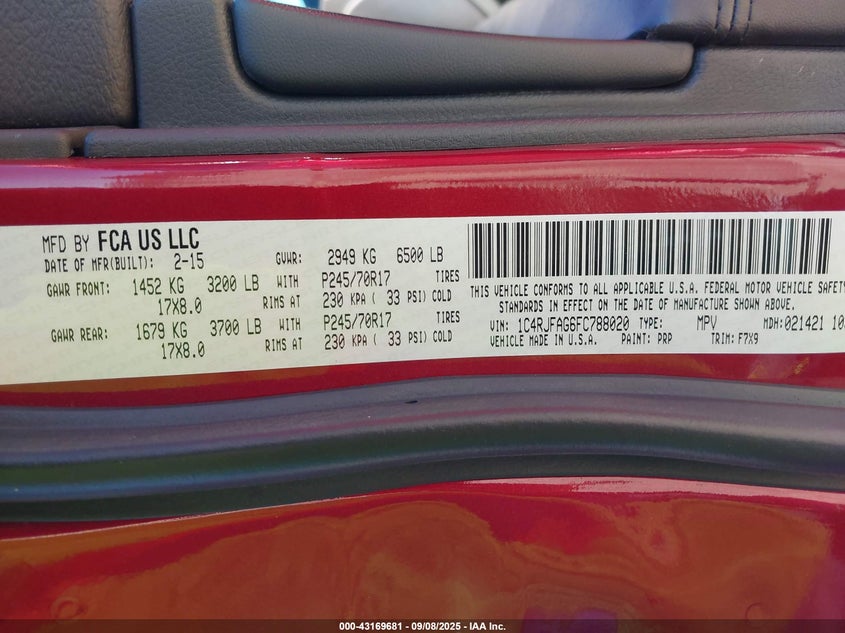 MFD BY FCA US LLC
DATE OF MFR(BUILT): 2-15 GVWR: 2949 KG 6500 LB
GAWR FRONT: 1452 KG 3200 LB WITH P245/70R17 TIRES
17X8.0 RIMS AT 230 KPA ( 33 PSI) COLD
GAWR REAR: 1679 KG 3700 LB WITH P245/70R17 TIRES
17X8.0 RIMS AT 230 KPA ( 33 PSI) COLD
THIS VEHICLE CONFORMS TO ALL APPLICABLE U.S.A. FEDERAL MOTOR VEHICLE SAFETY
STANDARDS IN EFFECT ON THE DATE OF MANUFACTURE SHOWN ABOVE.
VIN: 1C4RJFAG6FC788020 TYPE: MPV MDH:021421
VEHICLE MADE IN U.S.A. PAINT: PRP TRIM: F7X9
000-43169681 - 09/08/2025 - IAA Inc.